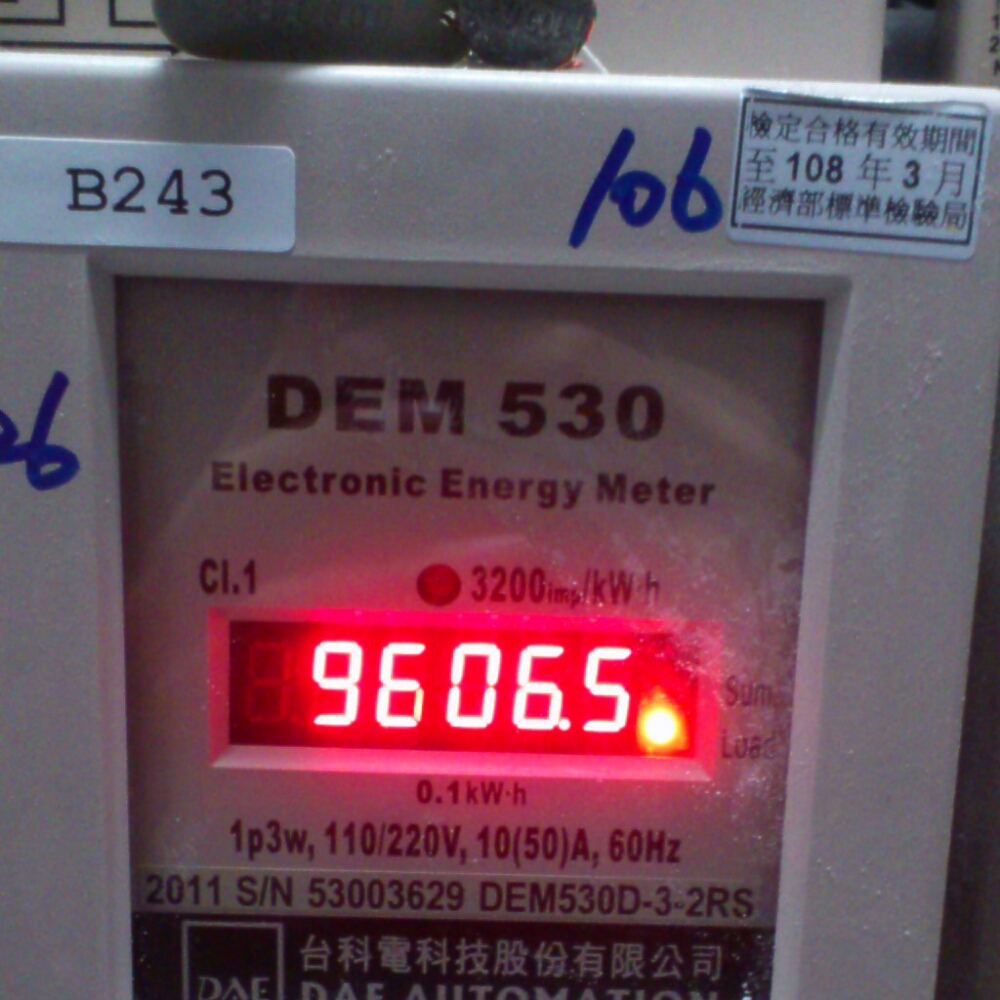 B243
106
檢定合格有效期間
至 108 年 3 月
經濟部標準檢驗局
DEM 530
Electronic Energy Meter
Cl.1
3200imp/kW·h
9606.5
Sum
Load
0.1kW·h
1p3w, 110/220V, 10(50)A, 60Hz
2011 S/N 53003629 DEM530D-3-2RS
台科電科技股份有限公司
DAE
DAE AUTOMATION